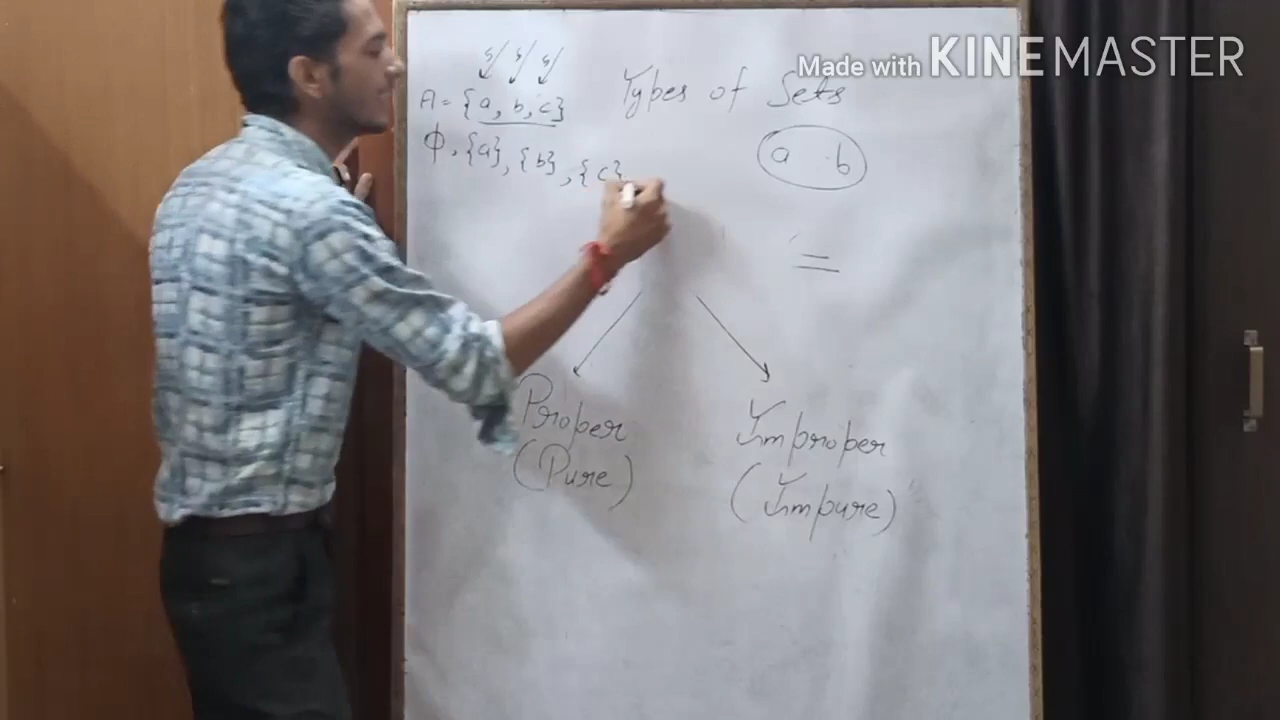 Made with KINEMASTER
Types of Sets
A = {a, b, c}
ϕ, {a}, {b}, {c}
a b
=
Proper
(Pure)
Improper
(Impure)